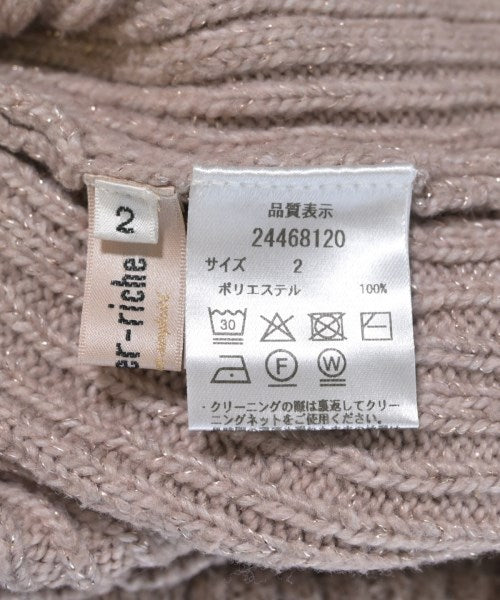 2
er-riche
品質表示
24468120
サイズ 2
ポリエステル 100%
30
F
W
・クリーニングの際は裏返してクリー
ニングネットをご使用ください。